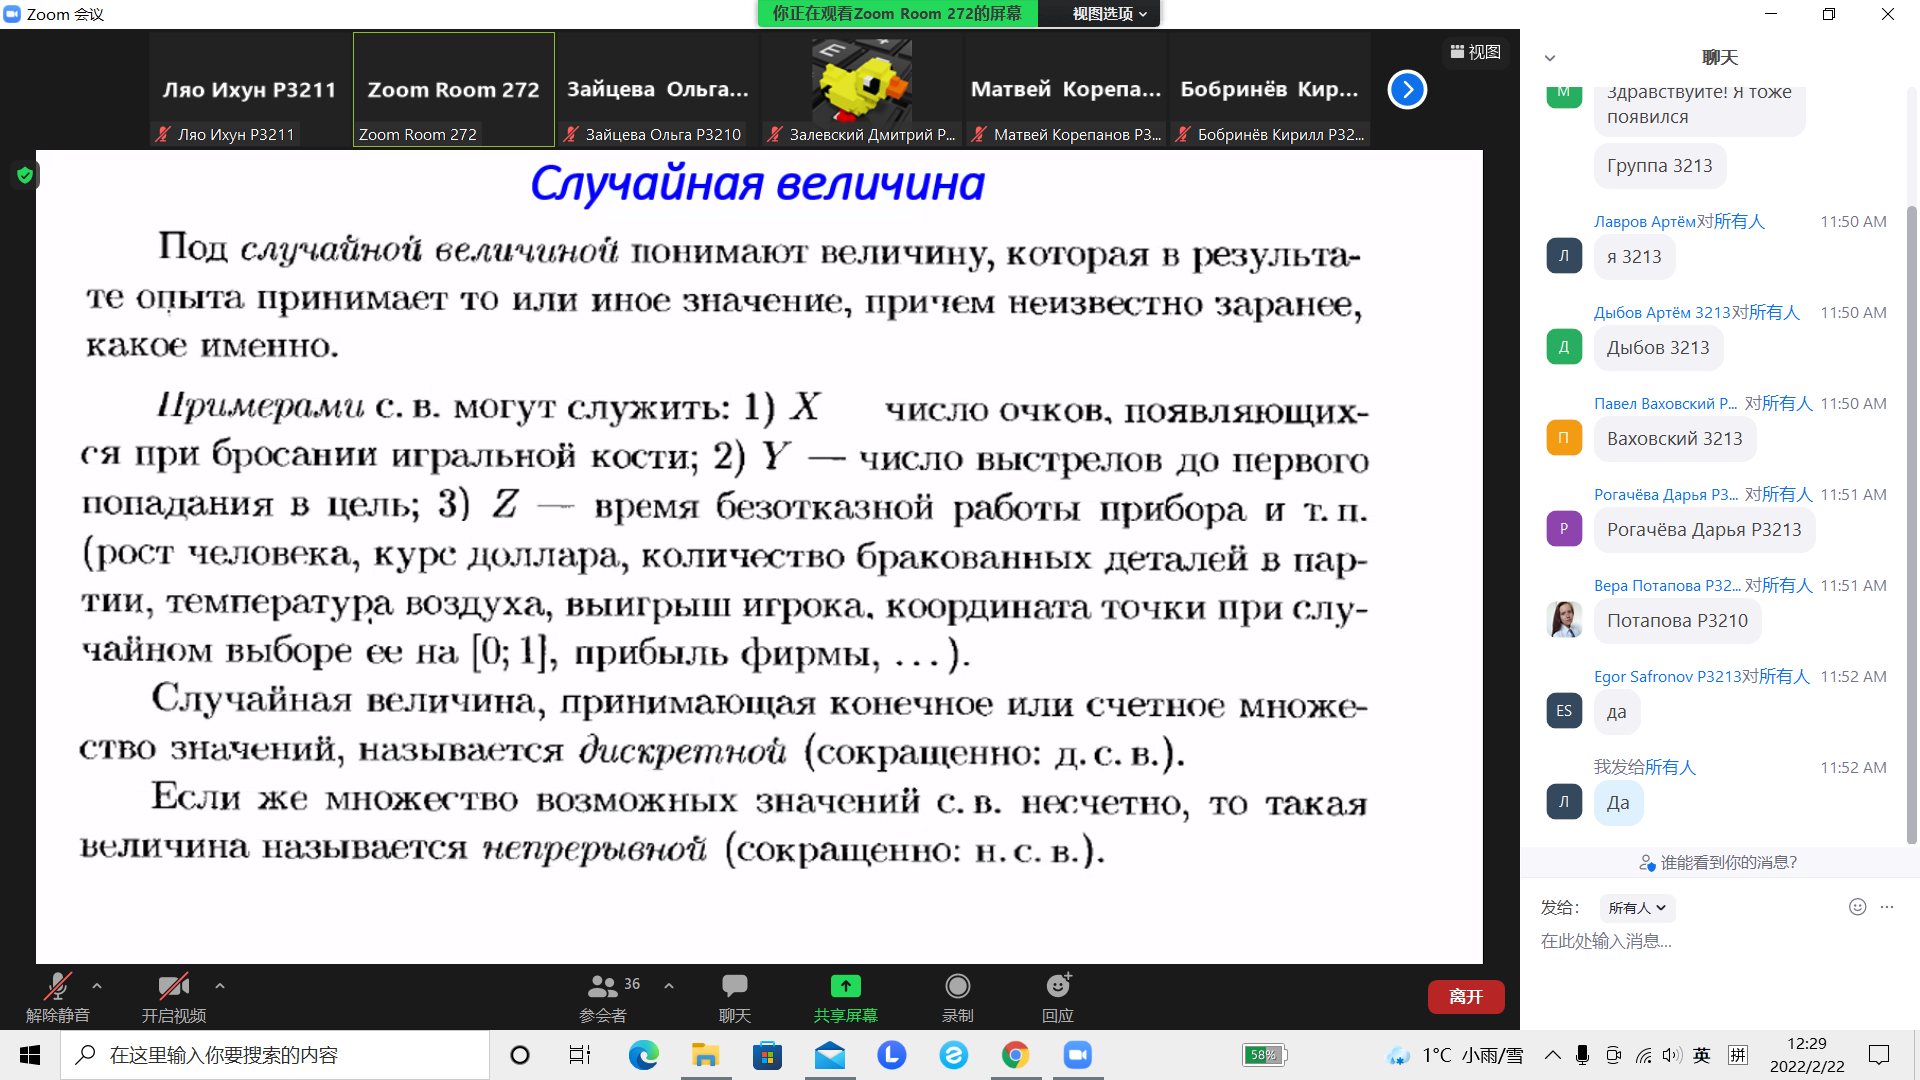 Zoom 会议
你正在观看Zoom Room 272的屏幕
视图选项
Ляо Ихун P3211
Zoom Room 272
Зайцева Ольга...
Матвей Корепа...
Бобринёв Кир...
Ляо Ихун P3211
Zoom Room 272
Зайцева Ольга P3210
Залевский Дмитрий P...
Матвей Корепанов P3...
Бобринёв Кирилл P32...
视图
Случайная величина
Под случайной величиной понимают величину, которая в результа-
те опыта принимает то или иное значение, причем неизвестно заранее,
какое именно.
Примерами с. в. могут служить: 1) X число очков, появляющих-
ся при бросании игральной кости; 2) Y — число выстрелов до первого
попадания в цель; 3) Z — время безотказной работы прибора и т. п.
(рост человека, курс доллара, количество бракованных деталей в пар-
тии, температура воздуха, выигрыш игрока, координата точки при слу-
чайном выборе ее на [0; 1], прибыль фирмы, ...).
Случайная величина, принимающая конечное или счетное множе-
ство значений, называется дискретной (сокращенно: д. с. в.).
Если же множество возможных значений с. в. несчетно, то такая
величина называется непрерывной (сокращенно: н. с. в.).
聊天
М
Здравствуйте! Я тоже
появился
Группа 3213
Лавров Артём对所有人 11:50 AM
Л
я 3213
Дыбов Артём 3213对所有人 11:50 AM
Д
Дыбов 3213
Павел Ваховский Р... 对所有人 11:50 AM
П
Ваховский 3213
Рогачёва Дарья Р3... 对所有人 11:51 AM
Р
Рогачёва Дарья Р3213
Вера Потапова Р32... 对所有人 11:51 AM
Потапова Р3210
Egor Safronov P3213对所有人 11:52 AM
ES
да
我发给所有人 11:52 AM
Л
Да
谁能看到你的消息?
发给: 所有人
在此处输入消息...
解除静音
开启视频
36
参会者
聊天
共享屏幕
录制
回应
离开
在这里输入你要搜索的内容
58%
1°C 小雨/雪
英
拼
12:29
2022/2/22